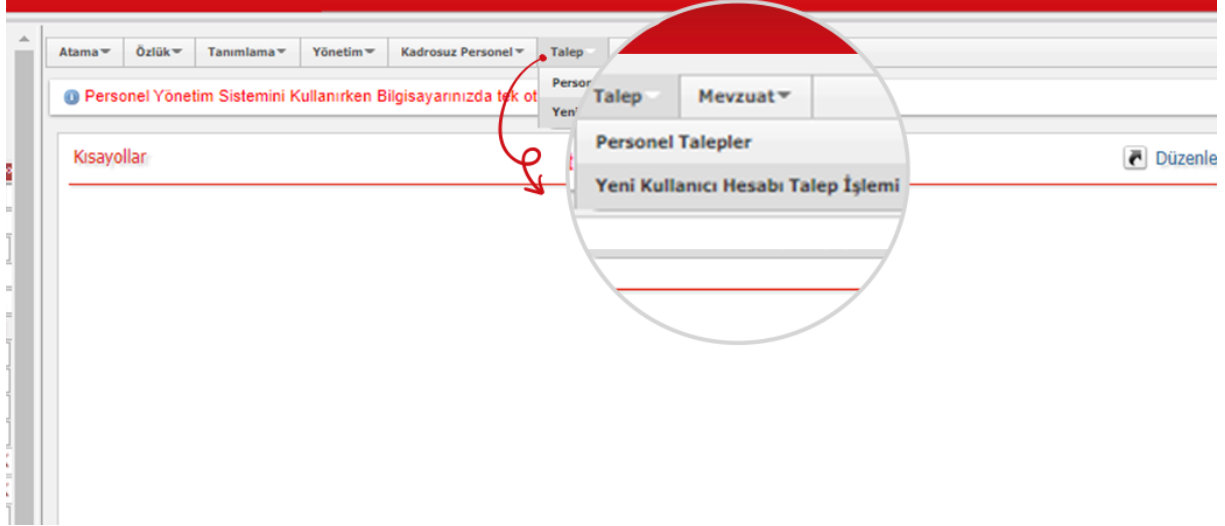 Atama Özlük Tanımlama Yönetim Kadrosuz Personel Talep
Personel Yönetim Sistemini Kullanırken Bilgisayarınızda tek
Talep Mevzuat
Personel Talepler
Yeni Kullanıcı Hesabı Talep İşlemi
Kısayollar
Düzenle